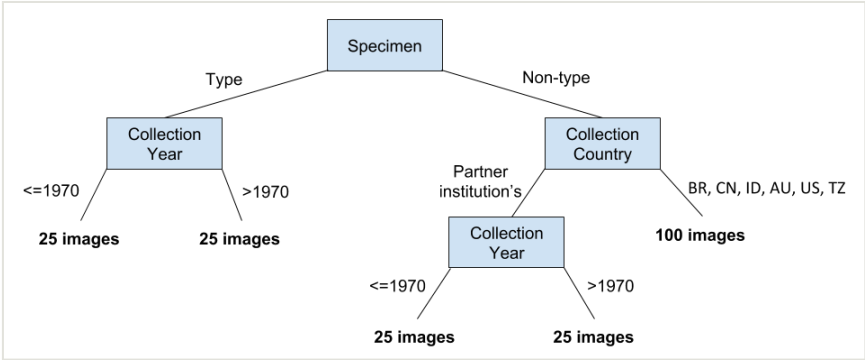 Specimen
Type
Non-type
Collection
Year
Collection
Country
<=1970
>1970
Partner
institution's
BR, CN, ID, AU, US, TZ
25 images
25 images
Collection
Year
100 images
<=1970
>1970
25 images
25 images